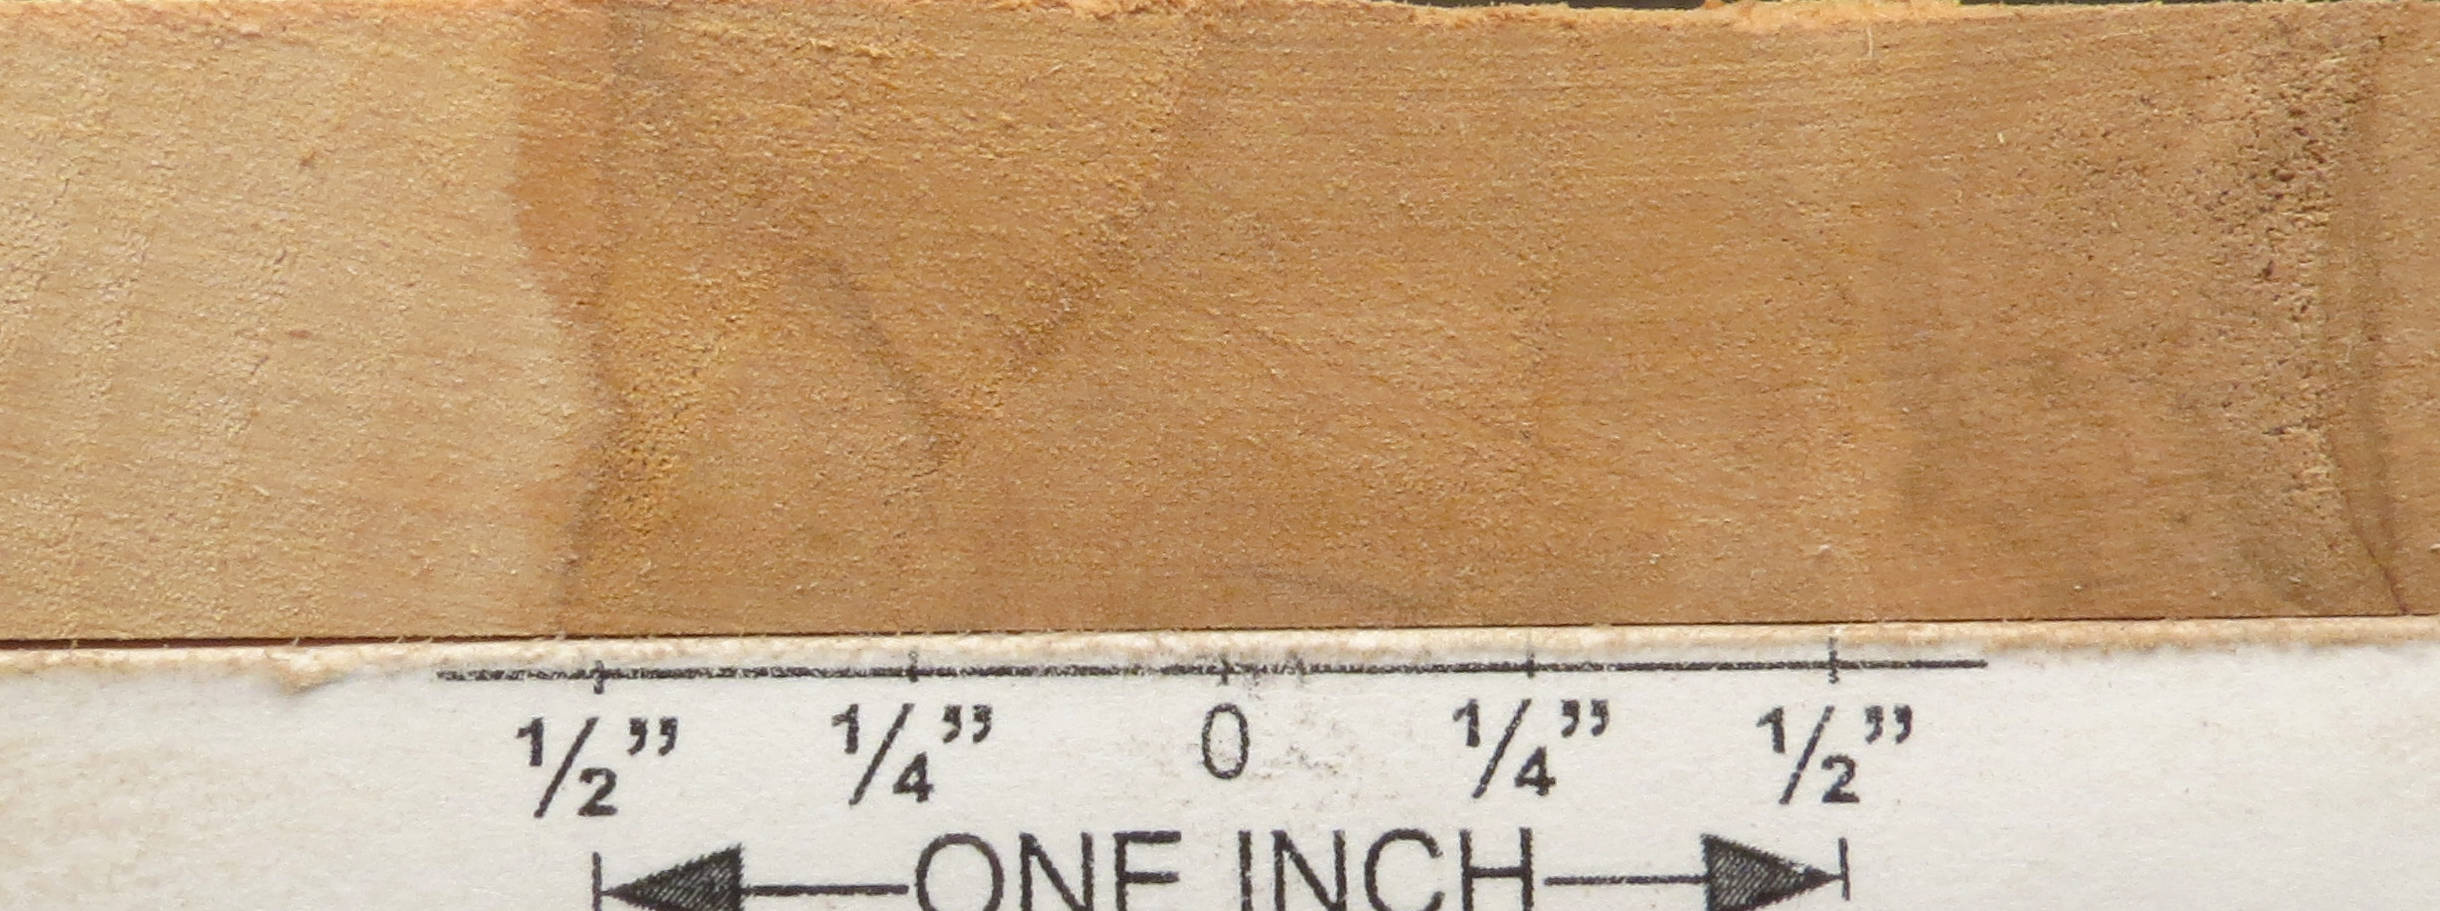 1/2” 1/4” 0 1/4” 1/2”
ONE INCH